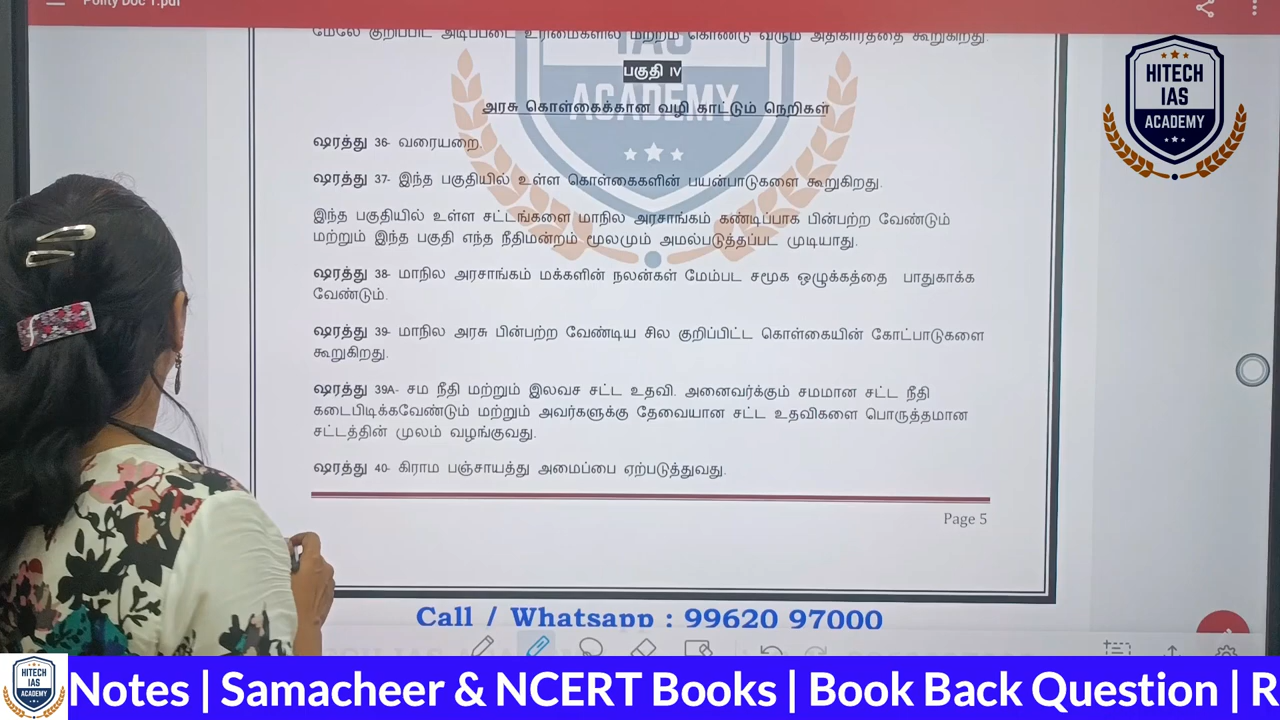 Polity Doc 1.pdf
மேலே குறிப்பிட்ட அடிப்படை உரிமைகளில் மாற்றம் கொண்டு வரும் அதிகாரத்தை கூறுகிறது.
பகுதி IV
அரசு கொள்கைக்கான வழி காட்டும் நெறிகள்
ஷரத்து 36- வரையறை.
ஷரத்து 37- இந்த பகுதியில் உள்ள கொள்கைகளின் பயன்பாடுகளை கூறுகிறது.
இந்த பகுதியில் உள்ள சட்டங்களை மாநில அரசாங்கம் கண்டிப்பாக பின்பற்ற வேண்டும்
மற்றும் இந்த பகுதி எந்த நீதிமன்றம் மூலமும் அமல்படுத்தப்பட முடியாது.
ஷரத்து 38- மாநில அரசாங்கம் மக்களின் நலன்கள் மேம்பட சமூக ஒழுக்கத்தை பாதுகாக்க
வேண்டும்.
ஷரத்து 39- மாநில அரசு பின்பற்ற வேண்டிய சில குறிப்பிட்ட கொள்கையின் கோட்பாடுகளை
கூறுகிறது.
ஷரத்து 39A- சம நீதி மற்றும் இலவச சட்ட உதவி. அனைவர்க்கும் சமமான சட்ட நீதி
கடைபிடிக்கவேண்டும் மற்றும் அவர்களுக்கு தேவையான சட்ட உதவிகளை பொருத்தமான
சட்டத்தின் முலம் வழங்குவது.
ஷரத்து 40- கிராம பஞ்சாயத்து அமைப்பை ஏற்படுத்துவது.
Page 5
IAS
ACADEMY
Call / Whatsapp : 99620 97000
HITECH
IAS
ACADEMY
HITECH
IAS
ACADEMY
Notes | Samacheer & NCERT Books | Book Back Question | R